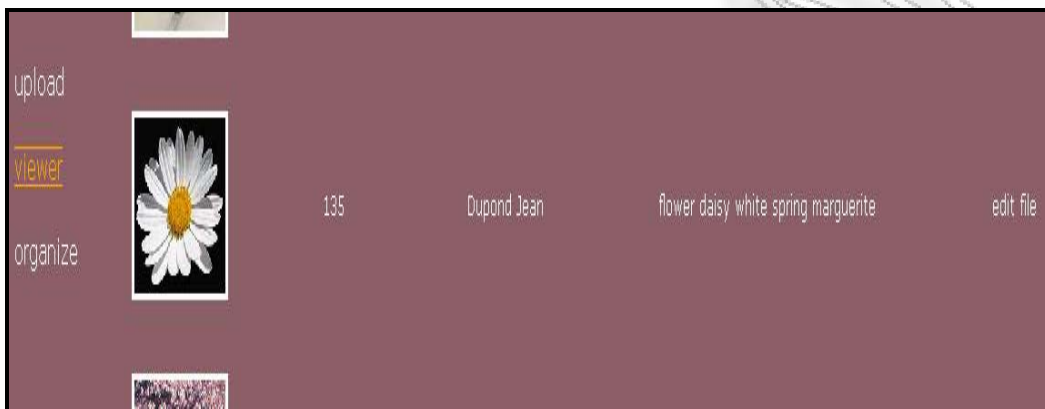 upload
viewer
organize
135 Dupond Jean flower daisy white spring marguerite edit file